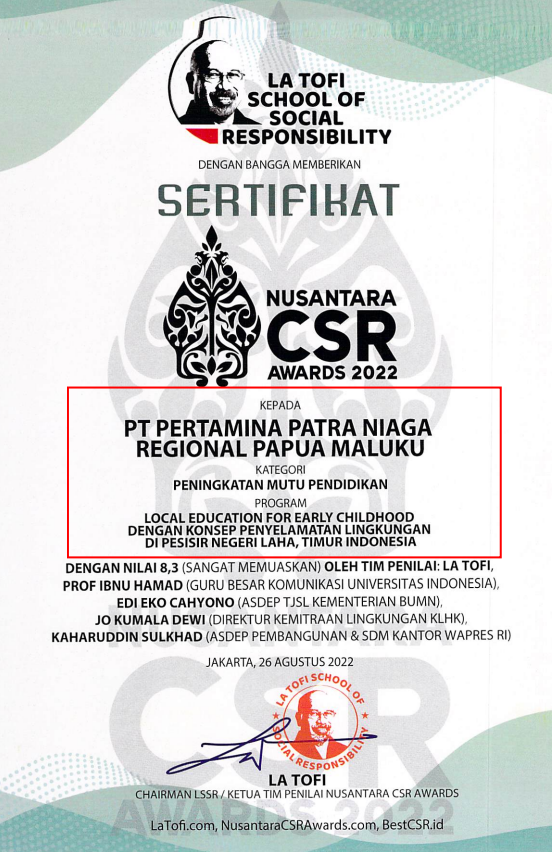 LA TOFI
SCHOOL OF
SOCIAL
RESPONSIBILITY
DENGAN BANGGA MEMBERIKAN
SERTIFIKAT
NUSANTARA
CSR
AWARDS 2022
KEPADA
PT PERTAMINA PATRA NIAGA
REGIONAL PAPUA MALUKU
KATEGORI
PENINGKATAN MUTU PENDIDIKAN
PROGRAM
LOCAL EDUCATION FOR EARLY CHILDHOOD
DENGAN KONSEP PENYELAMATAN LINGKUNGAN
DI PESISIR NEGERI LAHA, TIMUR INDONESIA
DENGAN NILAI 8,3 (SANGAT MEMUASKAN) OLEH TIM PENILAI: LA TOFI,
PROF IBNU HAMAD (GURU BESAR KOMUNIKASI UNIVERSITAS INDONESIA),
EDI EKO CAHYONO (ASDEP TJSL KEMENTERIAN BUMN),
JO KUMALA DEWI (DIREKTUR KEMITRAAN LINGKUNGAN KLHK),
KAHARUDDIN SULKHAD (ASDEP PEMBANGUNAN & SDM KANTOR WAPRES RI)
JAKARTA, 26 AGUSTUS 2022
LA TOFI SCHOOL OF
SOCIAL RESPONSIBILITY
LA TOFI
CHAIRMAN LSSR / KETUA TIM PENILAI NUSANTARA CSR AWARDS
LaTofi.com, NusantaraCSRAwards.com, BestCSR.id
NUSANTARA
CSR
AWARDS 2022